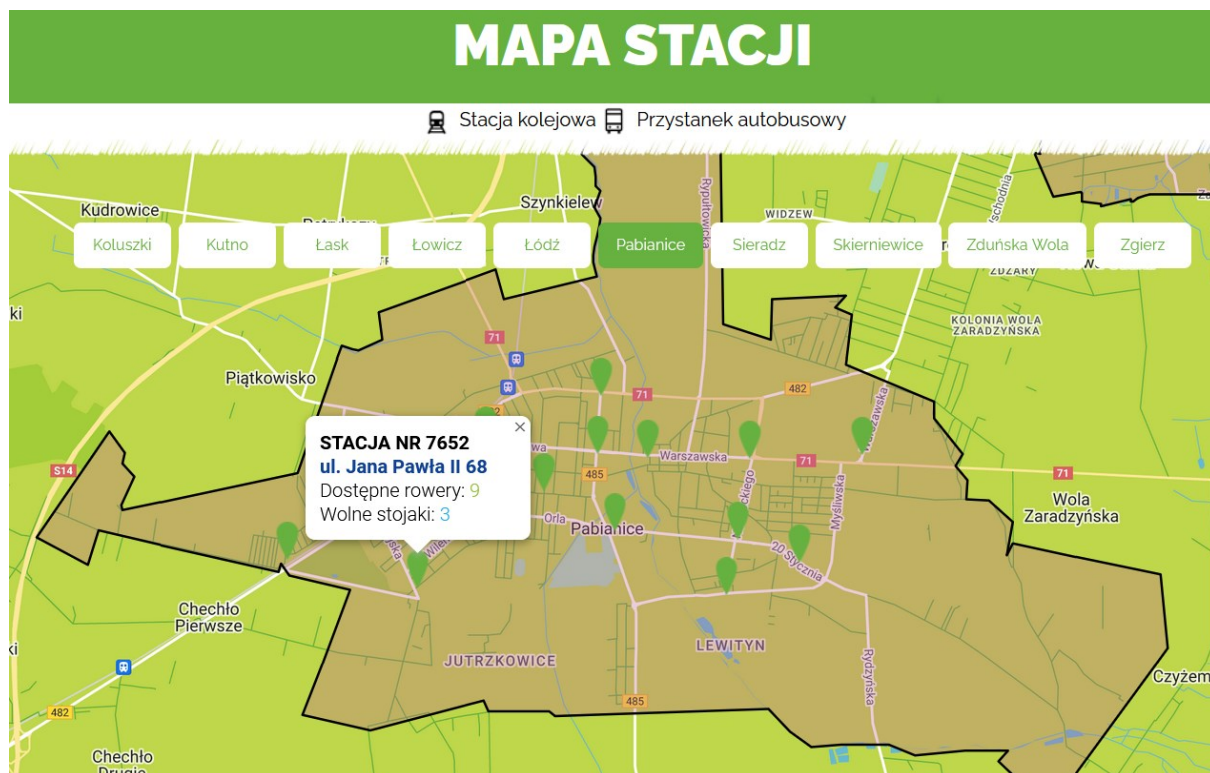 MAPA STACJI
Stacja kolejowa Przystanek autobusowy
Kudrowice
Szynkielew
Rypułtowicka
WIDZEW
Koluszki Kutno Łask Łowicz Łódź Pabianice Sieradz Skierniewice Zduńska Wola Zgierz
ŻDŻARY
KOLONIA WOLA
ZARADZYŃSKA
71
Piątkowisko
71
482
Warszawska
STACJA NR 7652
ul. Jana Pawła II 68
Dostępne rowery: 9
Wolne stojaki: 3
Warszawska
71
71
S14
485
Wola
Zaradzyńska
Myśliwska
Orla
Pabianice
20 Stycznia
Chechło
Pierwsze
LEWITYN
JUTRZKOWICE
Rydzyńska
485
482
Chechło